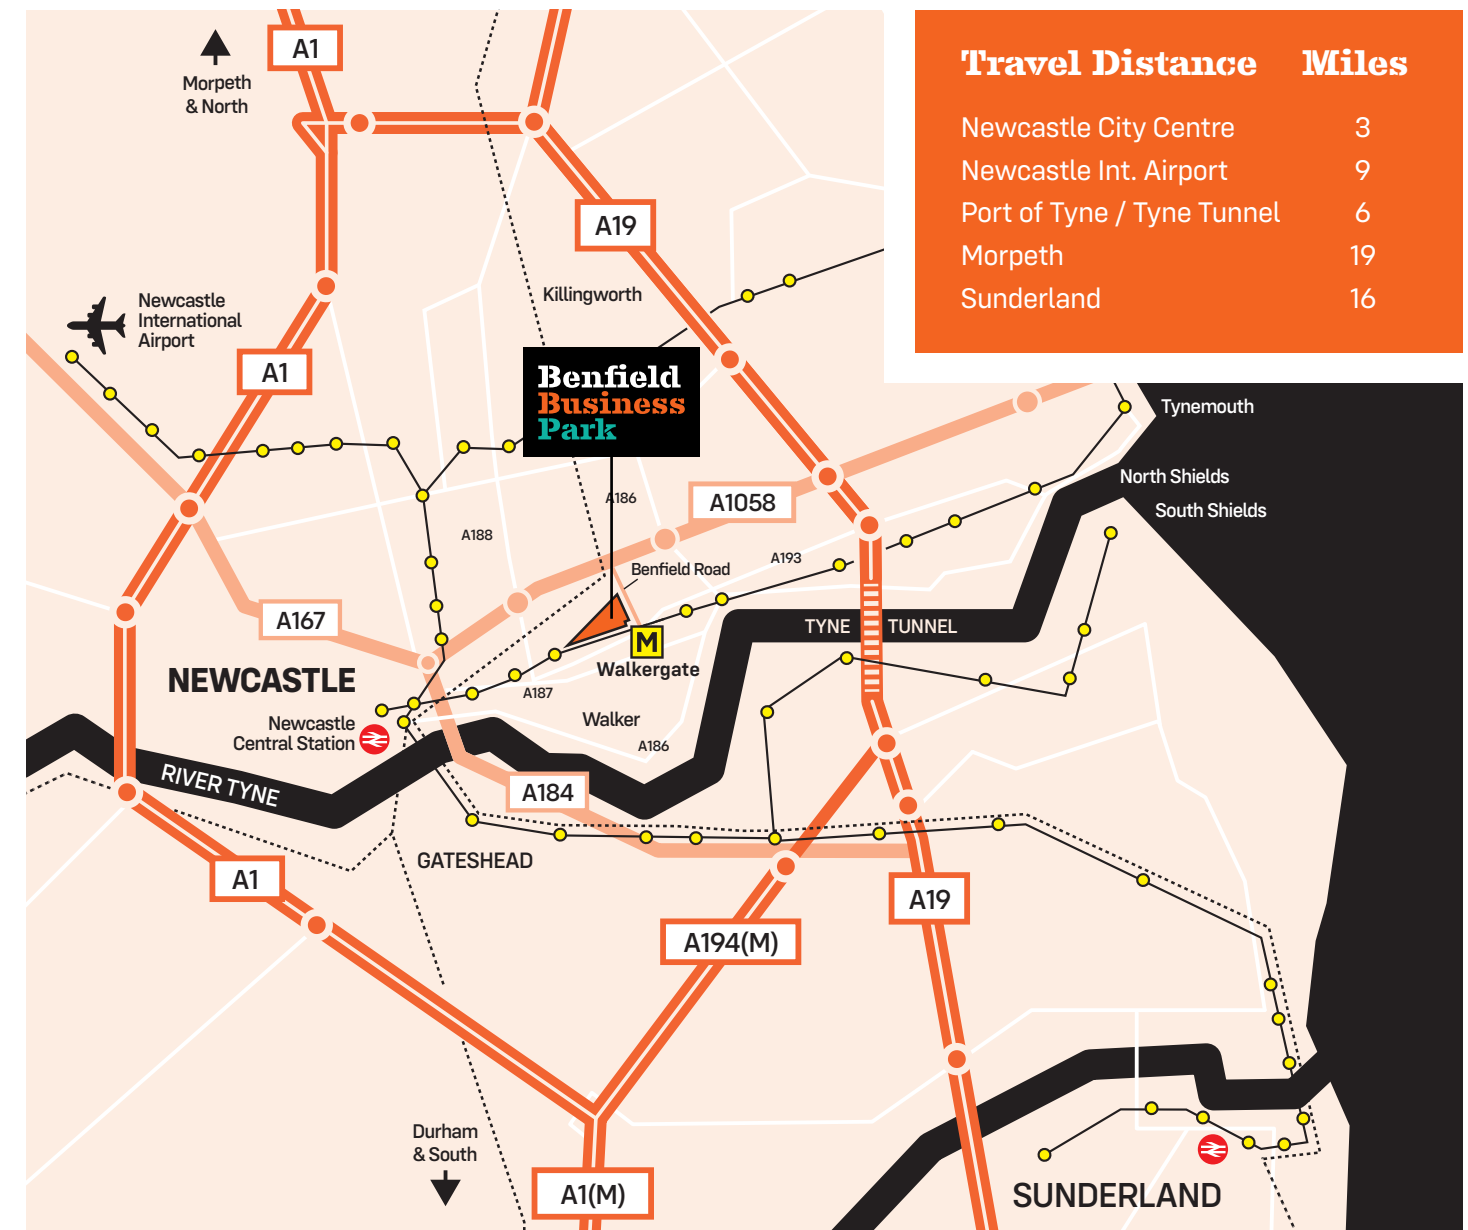 A1
Morpeth
& North
Travel Distance Miles
Newcastle City Centre 3
Newcastle Int. Airport 9
Port of Tyne / Tyne Tunnel 6
Morpeth 19
Sunderland 16
A19
Killingworth
Newcastle
International
Airport
A1
Benfield
Business
Park
Tynemouth
North Shields
South Shields
A186
A1058
A188
A193
Benfield Road
A167
TYNE TUNNEL
M
Walkergate
NEWCASTLE
A187
Newcastle
Central Station
Walker
A186
RIVER TYNE
A184
GATESHEAD
A1
A19
A194(M)
Durham
& South
A1(M)
SUNDERLAND